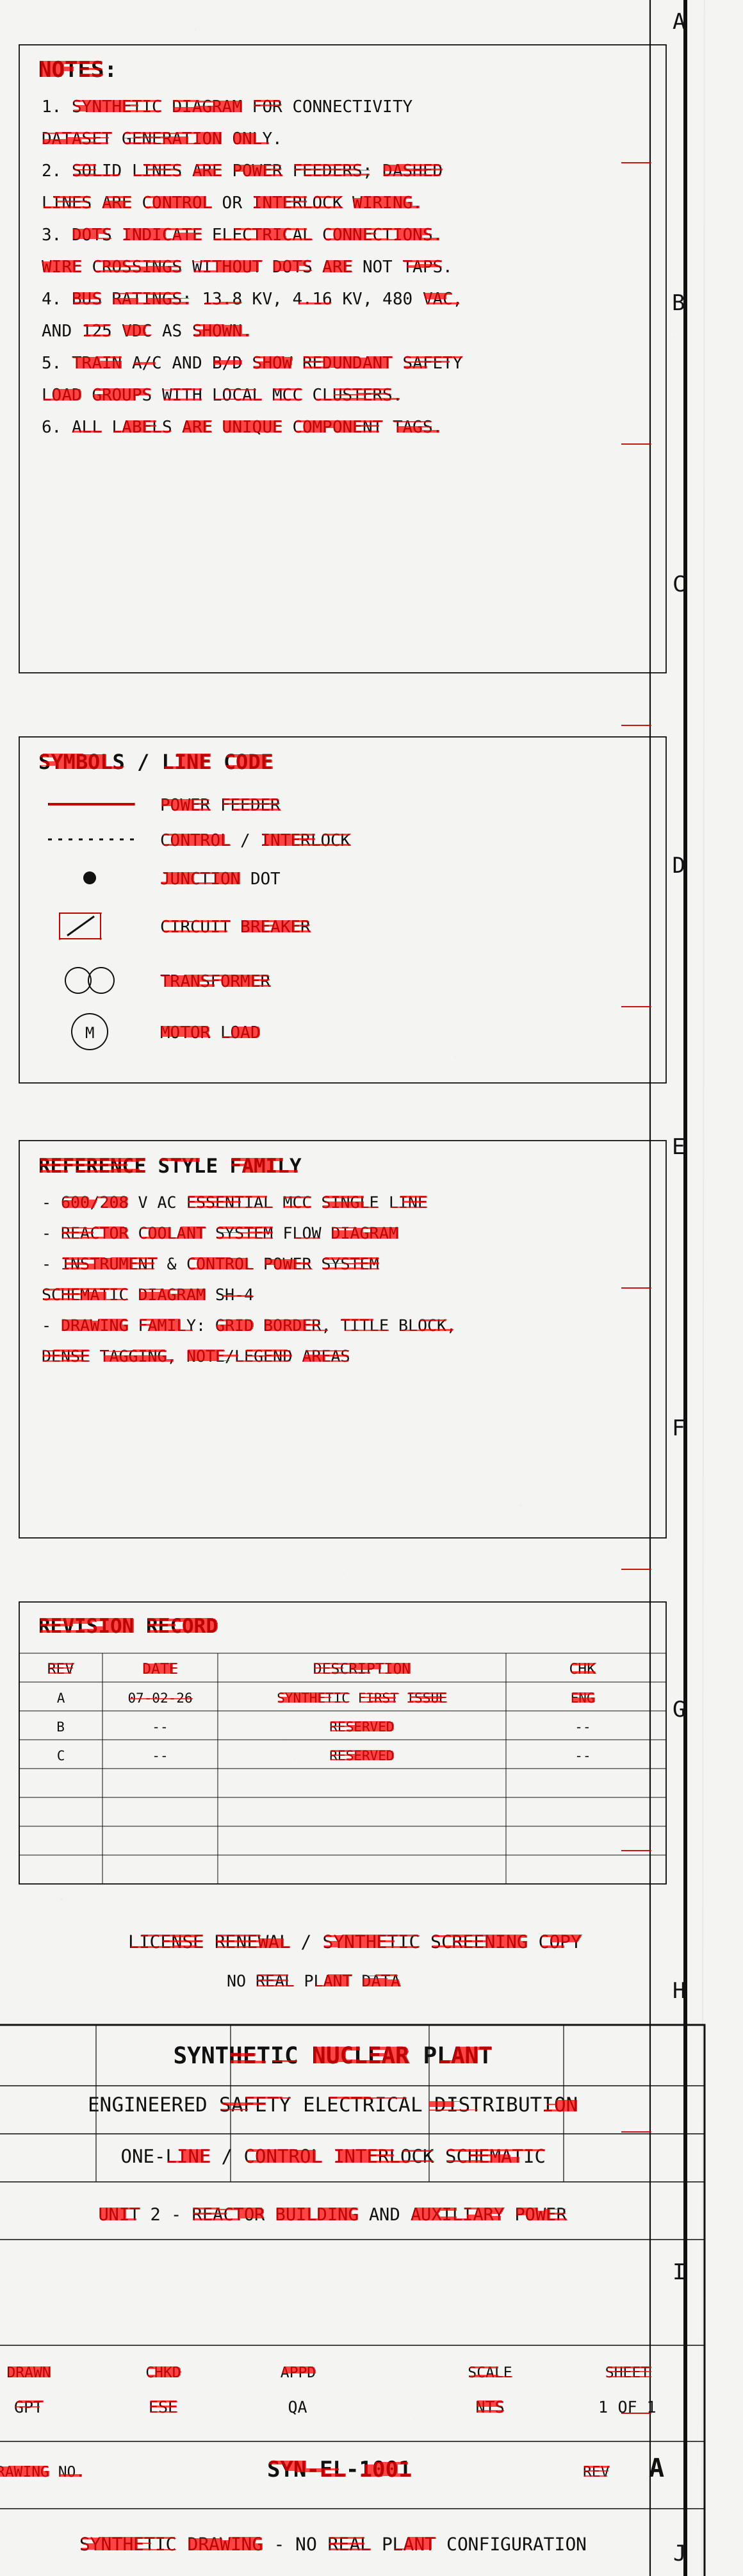 A
NOTES:
1. SYNTHETIC DIAGRAM FOR CONNECTIVITY
DATASET GENERATION ONLY.
2. SOLID LINES ARE POWER FEEDERS; DASHED
LINES ARE CONTROL OR INTERLOCK WIRING.
3. DOTS INDICATE ELECTRICAL CONNECTIONS.
WIRE CROSSINGS WITHOUT DOTS ARE NOT TAPS.
4. BUS RATINGS: 13.8 KV, 4.16 KV, 480 VAC,
B
AND 125 VDC AS SHOWN.
5. TRAIN A/C AND B/D SHOW REDUNDANT SAFETY
LOAD GROUPS WITH LOCAL MCC CLUSTERS.
6. ALL LABELS ARE UNIQUE COMPONENT TAGS.
C
SYMBOLS / LINE CODE
POWER FEEDER
CONTROL / INTERLOCK
D
JUNCTION DOT
CIRCUIT BREAKER
TRANSFORMER
M MOTOR LOAD
E
REFERENCE STYLE FAMILY
- 600/208 V AC ESSENTIAL MCC SINGLE LINE
- REACTOR COOLANT SYSTEM FLOW DIAGRAM
- INSTRUMENT & CONTROL POWER SYSTEM
SCHEMATIC DIAGRAM SH-4
- DRAWING FAMILY: GRID BORDER, TITLE BLOCK,
DENSE TAGGING, NOTE/LEGEND AREAS
F
REVISION RECORD
REV DATE DESCRIPTION CHK
A 07-02-26 SYNTHETIC FIRST ISSUE ENG
G
B -- RESERVED --
C -- RESERVED --
LICENSE RENEWAL / SYNTHETIC SCREENING COPY
NO REAL PLANT DATA
H
SYNTHETIC NUCLEAR PLANT
ENGINEERED SAFETY ELECTRICAL DISTRIBUTION
ONE-LINE / CONTROL INTERLOCK SCHEMATIC
UNIT 2 - REACTOR BUILDING AND AUXILIARY POWER
I
DRAWN CHKD APPD SCALE SHEET
GPT ESE QA NTS 1 OF 1
RAWING NO. SYN-EL-1001 REV A
SYNTHETIC DRAWING - NO REAL PLANT CONFIGURATION
J